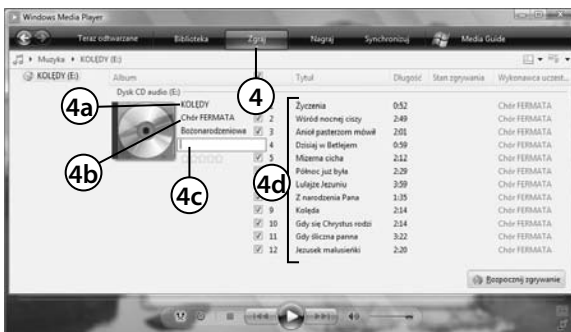 Windows Media Player
Teraz odtwarzane Biblioteka Zgraj Nagraj Synchronizuj Media Guide
Muzyka KOLĘDY (E:)
KOLĘDY (E:) Album Tytuł Długość Stan zgrywania Wykonawca uczest...
4
Dysk CD audio (E:)
4a KOLĘDY Życzenia 0:52 Chór FERMATA
4b Chór FERMATA 2 Wśród nocnej ciszy 2:49 Chór FERMATA
Bożonarodzeniowe 3 Anioł pasterzom mówił 2:01 Chór FERMATA
4c 4 Dzisiaj w Betlejem 0:59 Chór FERMATA
4d 5 Mizerna cicha 2:12 Chór FERMATA
Północ już była 2:29 Chór FERMATA
Lulajże Jezuniu 3:59 Chór FERMATA
Z narodzenia Pana 1:35 Chór FERMATA
9 Kolęda 2:14 Chór FERMATA
10 Gdy się Chrystus rodzi 2:14 Chór FERMATA
11 Gdy śliczna panna 3:22 Chór FERMATA
12 Jezusek malusieńki 2:20 Chór FERMATA
Rozpocznij zgrywanie